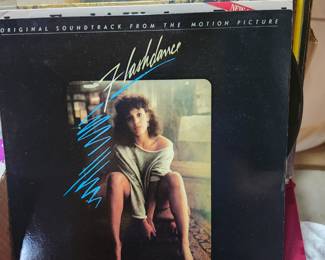 ORIGINAL SOUNDTRACK FROM THE MOTION PICTURE
Flashdance